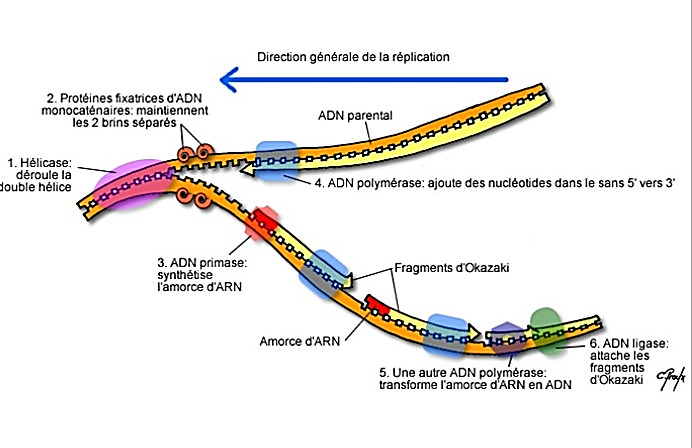 Direction générale de la réplication
2. Protéines fixatrices d'ADN
monocaténaires: maintiennent
les 2 brins séparés
ADN parental
1. Hélicase:
déroule la
double hélice
4. ADN polymérase: ajoute des nucléotides dans le sans 5' vers 3'
3. ADN primase:
synthétise
l'amorce d'ARN
Fragments d'Okazaki
Amorce d'ARN
5. Une autre ADN polymérase:
transforme l'amorce d'ARN en ADN
6. ADN ligase:
attache les
fragments
d'Okazaki